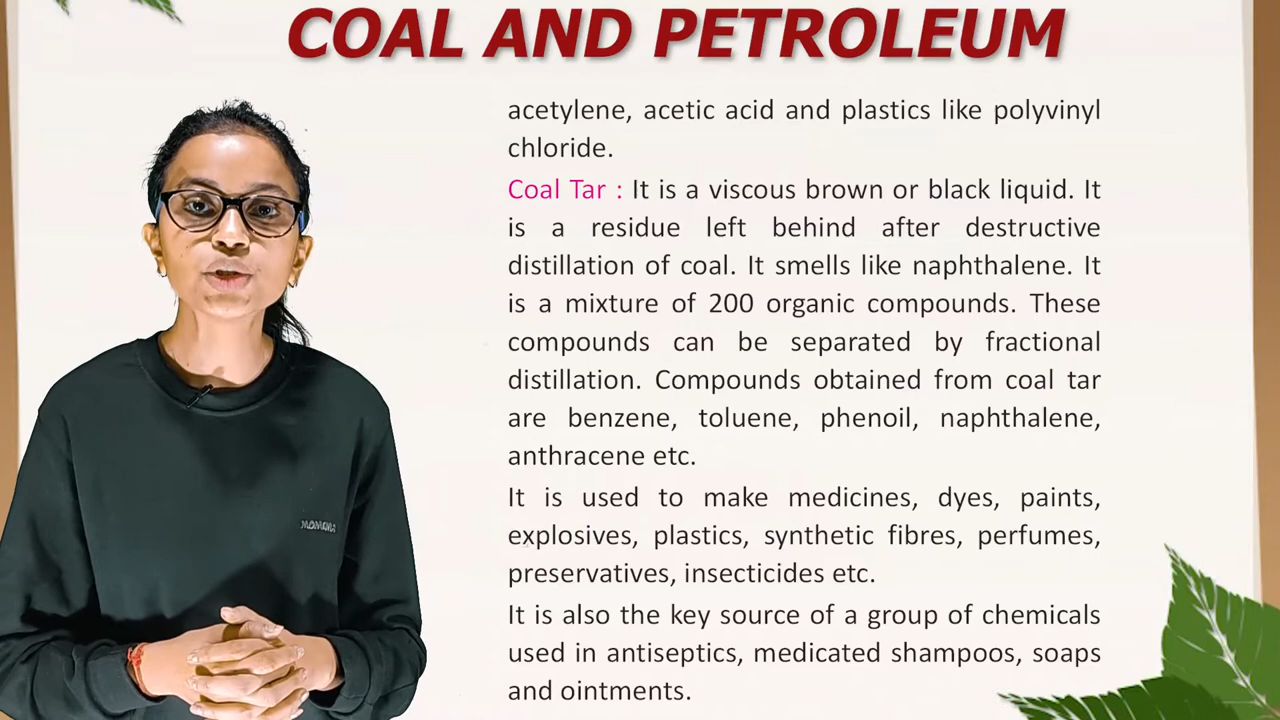 COAL AND PETROLEUM
acetylene, acetic acid and plastics like polyvinyl
chloride.
Coal Tar : It is a viscous brown or black liquid. It
is a residue left behind after destructive
distillation of coal. It smells like naphthalene. It
is a mixture of 200 organic compounds. These
compounds can be separated by fractional
distillation. Compounds obtained from coal tar
are benzene, toluene, phenoil, naphthalene,
anthracene etc.
It is used to make medicines, dyes, paints,
explosives, plastics, synthetic fibres, perfumes,
preservatives, insecticides etc.
It is also the key source of a group of chemicals
used in antiseptics, medicated shampoos, soaps
and ointments.